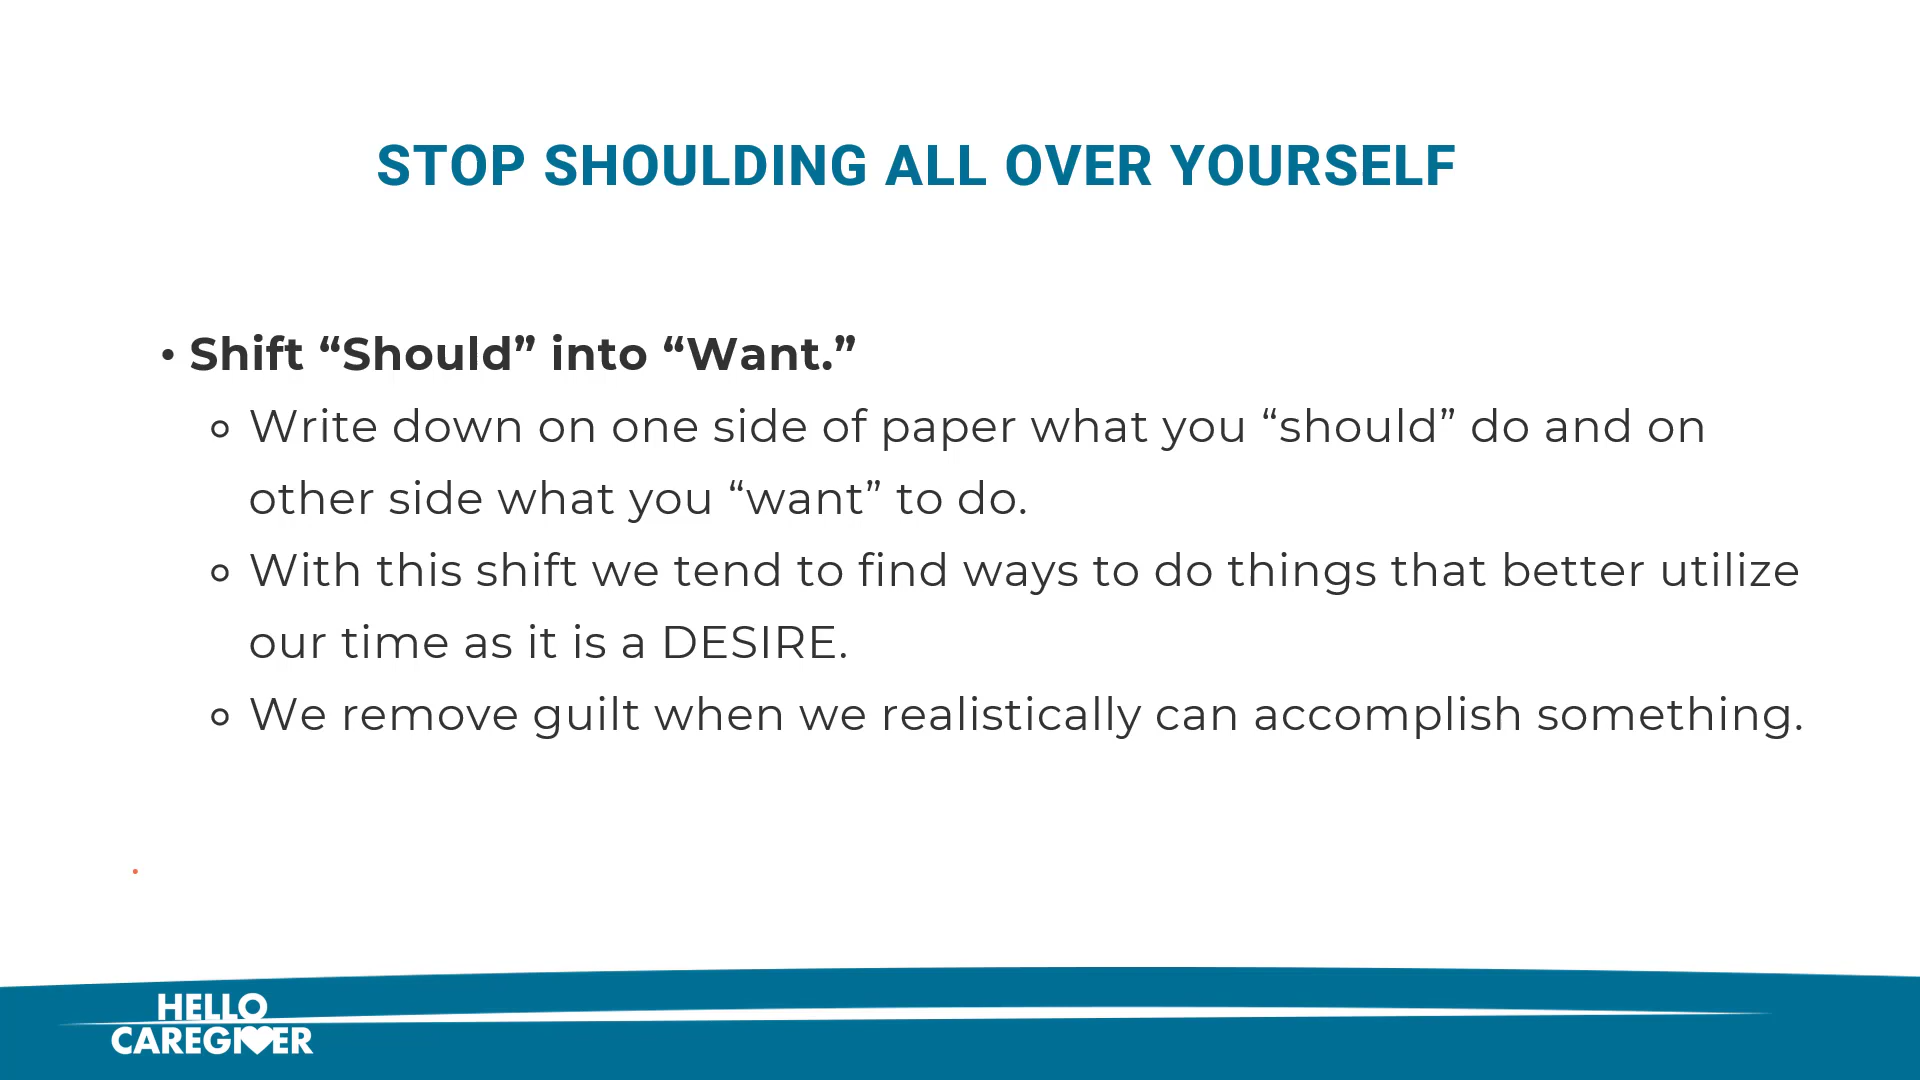 STOP SHOULDING ALL OVER YOURSELF
• Shift “Should” into “Want.”
Write down on one side of paper what you “should” do and on
other side what you “want” to do.
With this shift we tend to find ways to do things that better utilize
our time as it is a DESIRE.
We remove guilt when we realistically can accomplish something.
HELLO
CAREGIVER